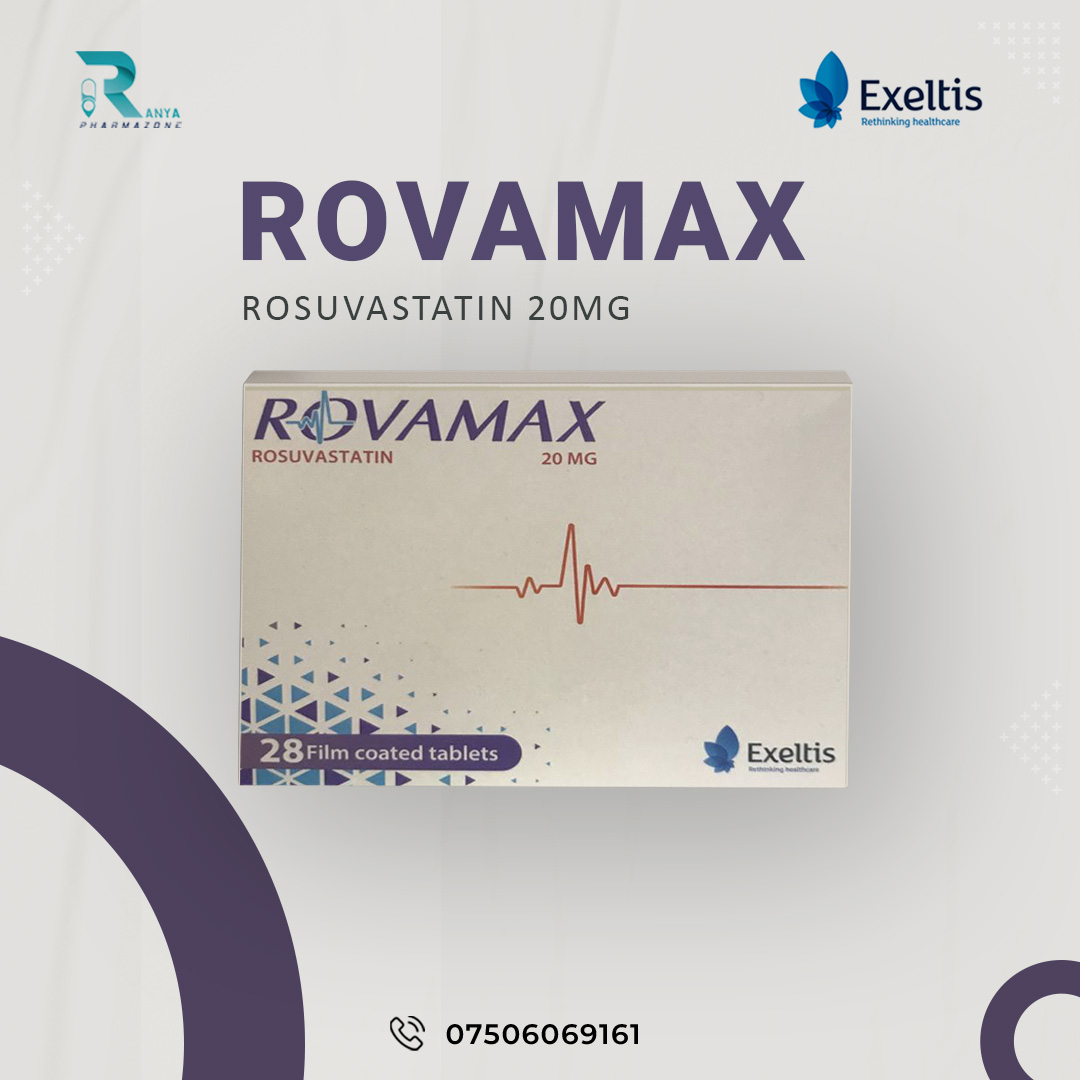 RANYA
PHARMAZONE
Exeltis
Rethinking healthcare
ROVAMAX
ROSUVASTATIN 20MG
ROVAMAX
ROSUVASTATIN 20 MG
28 Film coated tablets
Exeltis
Rethinking healthcare
07506069161